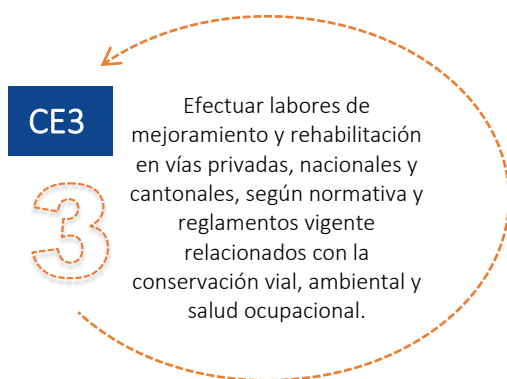 CE3
3
Efectuar labores de
mejoramiento y rehabilitación
en vías privadas, nacionales y
cantonales, según normativa y
reglamentos vigente
relacionados con la
conservación vial, ambiental y
salud ocupacional.